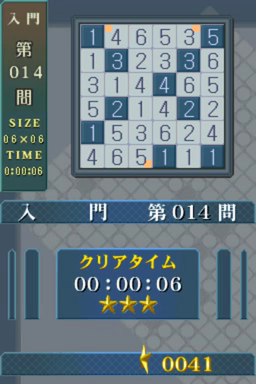 入門
第
014
問
SIZE
06×06
TIME
0:00:06
1 4 6 5 3 5
1 3 2 2 3 6
3 1 4 4 6 5
5 2 1 4 2 2
1 5 3 6 2 4
4 6 5 1 1 1
入 門 第014問
クリアタイム
00:00:06
0041